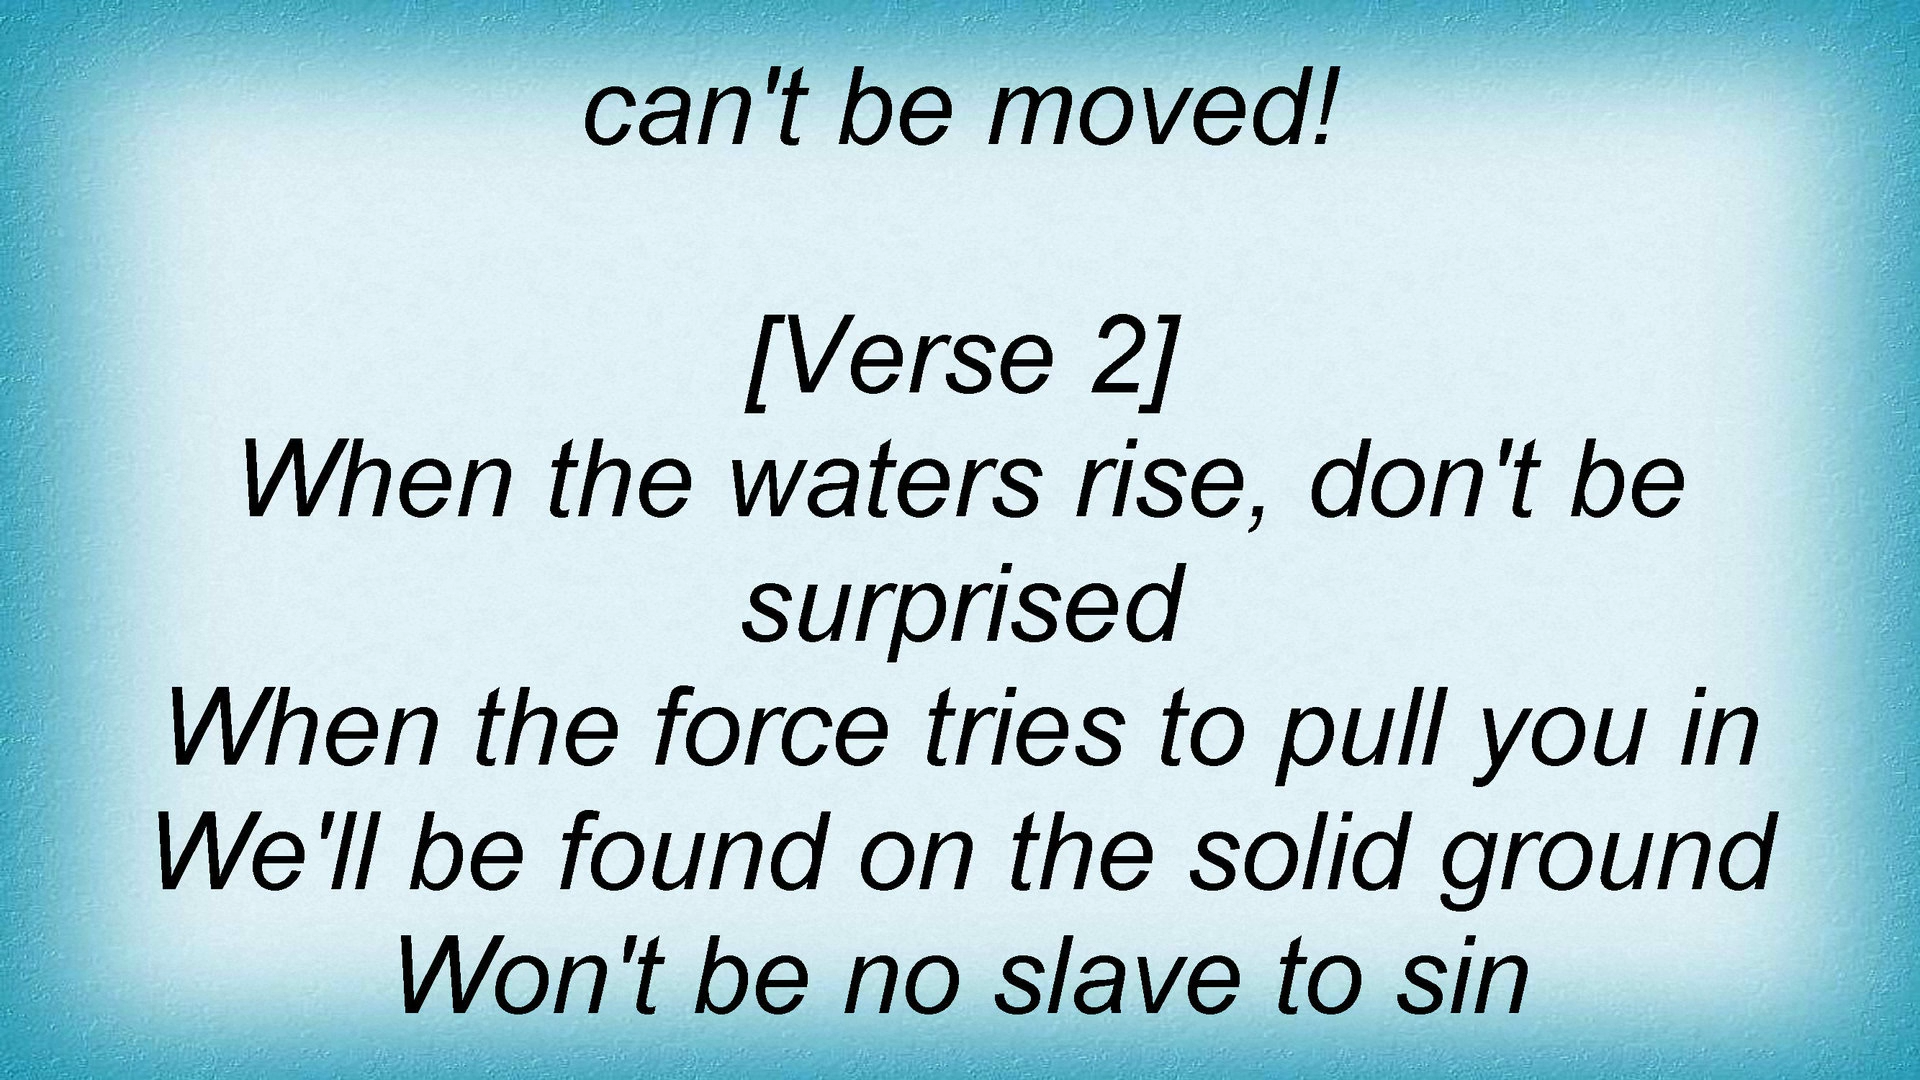 can't be moved!
[Verse 2]
When the waters rise, don't be
surprised
When the force tries to pull you in
We'll be found on the solid ground
Won't be no slave to sin